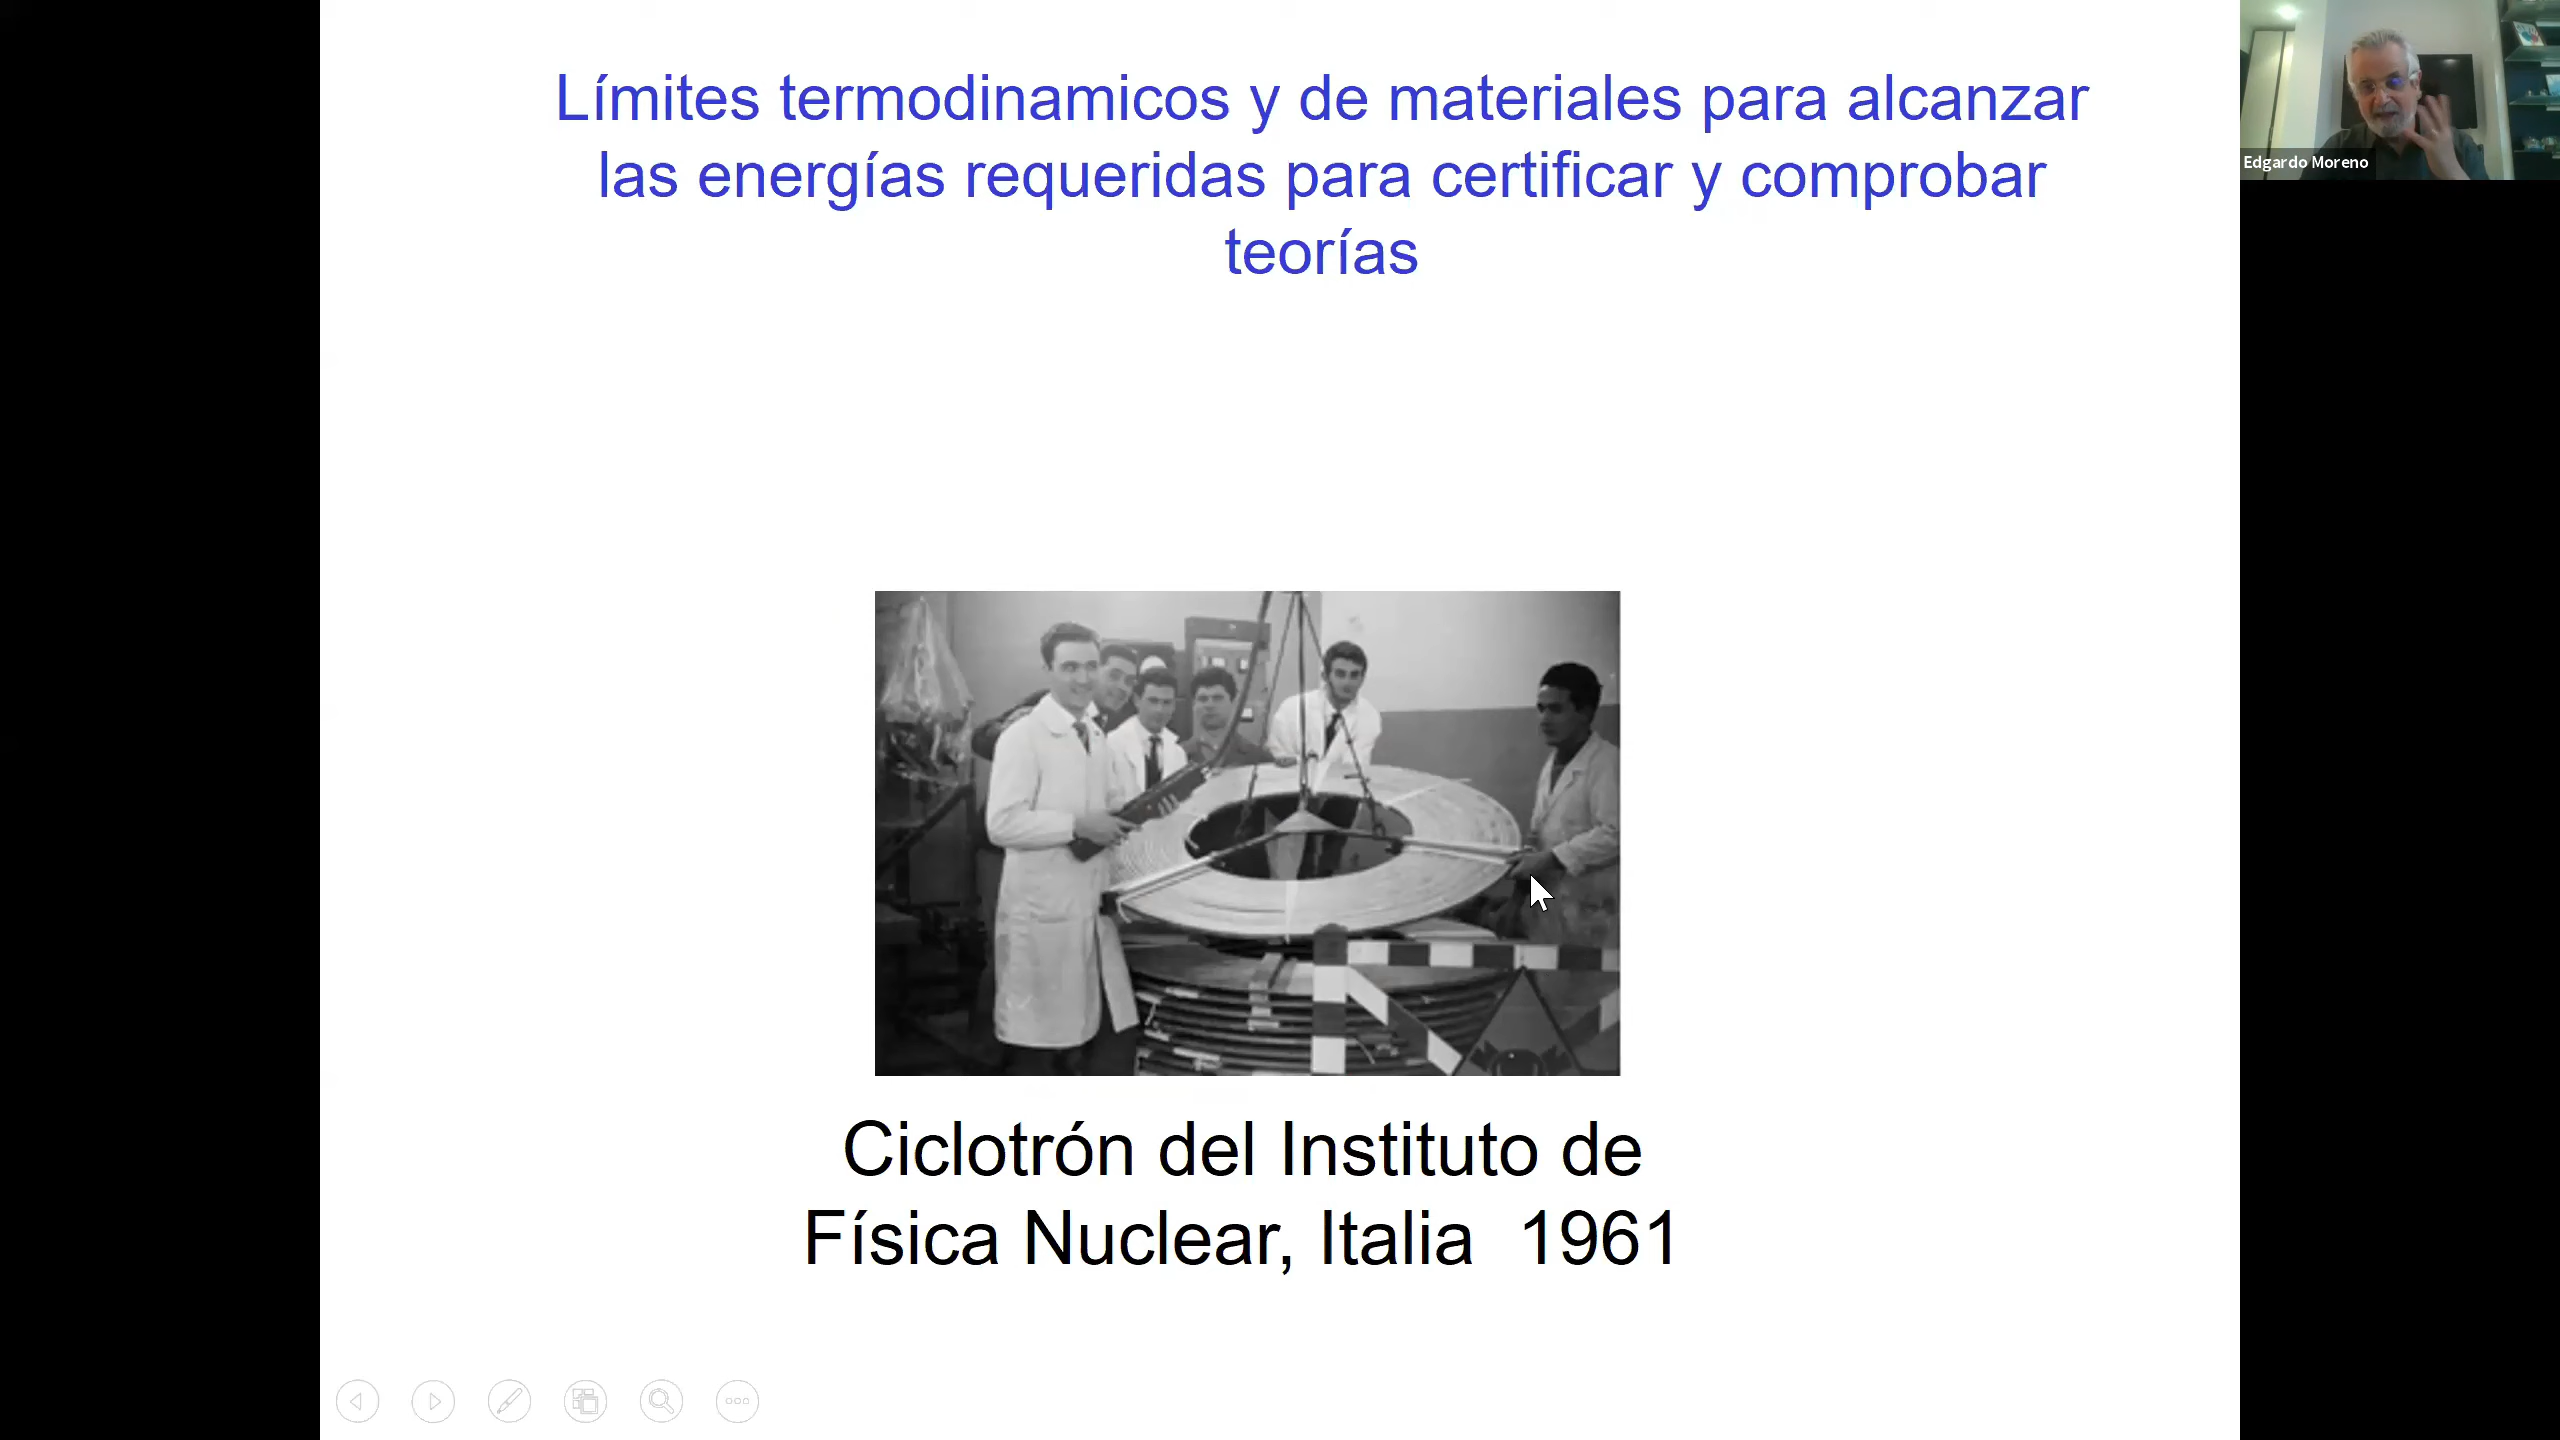 Límites termodinamicos y de materiales para alcanzar
las energías requeridas para certificar y comprobar
teorías
Edgardo Moreno
Ciclotrón del Instituto de
Física Nuclear, Italia  1961